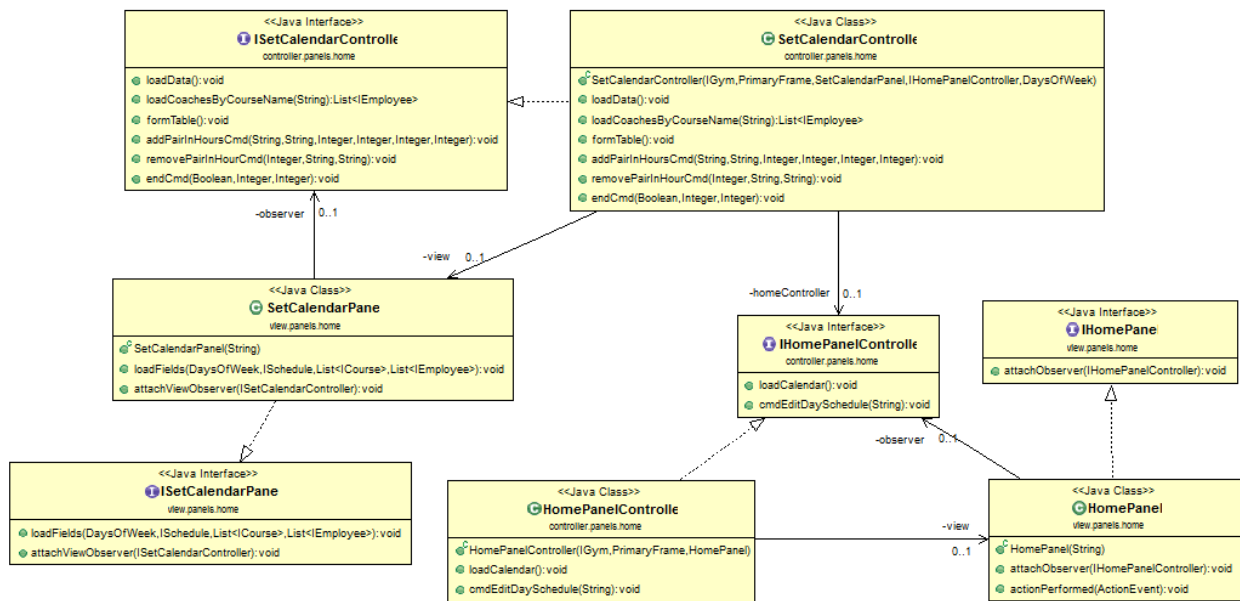 <<Java Interface>>
ISetCalendarControlle
controller.panels.home
loadData():void
loadCoachesByCourseName(String):List<IEmployee>
formTable():void
addPairInHoursCmd(String,String,Integer,Integer,Integer,Integer):void
removePairInHourCmd(Integer,String,String):void
endCmd(Boolean,Integer,Integer):void
<<Java Class>>
SetCalendarControlle
controller.panels.home
SetCalendarController(IGym,PrimaryFrame,SetCalendarPanel,IHomePanelController,DaysOfWeek)
loadData():void
loadCoachesByCourseName(String):List<IEmployee>
formTable():void
addPairInHoursCmd(String,String,Integer,Integer,Integer,Integer):void
removePairInHourCmd(Integer,String,String):void
endCmd(Boolean,Integer,Integer):void
-observer 0..1
-view 0..1
-homeController 0..1
<<Java Class>>
SetCalendarPane
view.panels.home
SetCalendarPanel(String)
loadFields(DaysOfWeek,ISchedule,List<ICourse>,List<IEmployee>):void
attachViewObserver(ISetCalendarController):void
<<Java Interface>>
IHomePanelControlle
controller.panels.home
loadCalendar():void
cmdEditDaySchedule(String):void
<<Java Interface>>
IHomePanel
view.panels.home
attachObserver(IHomePanelController):void
-observer 0..1
<<Java Interface>>
ISetCalendarPane
view.panels.home
loadFields(DaysOfWeek,ISchedule,List<ICourse>,List<IEmployee>):void
attachViewObserver(ISetCalendarController):void
<<Java Class>>
HomePanelControlle
controller.panels.home
HomePanelController(IGym,PrimaryFrame,HomePanel)
loadCalendar():void
cmdEditDaySchedule(String):void
-view
0..1
<<Java Class>>
HomePanel
view.panels.home
HomePanel(String)
attachObserver(IHomePanelController):void
actionPerformed(ActionEvent):void